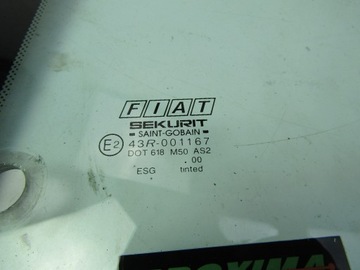 FIAT
SEKURIT
SAINT-GOBAIN
E2 43R-001167
DOT 618 M50 AS2
00
ESG tinted